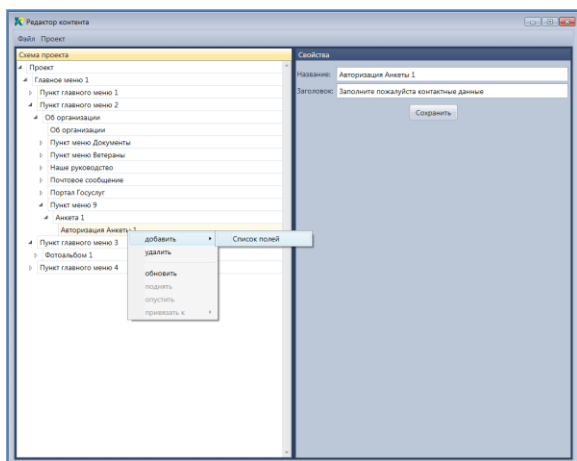 Редактор контента
Файл Проект
Схема проекта
Проект
Главное меню 1
Пункт главного меню 1
Пункт главного меню 2
Об организации
Об организации
Пункт меню Документы
Пункт меню Ветераны
Наше руководство
Почтовое сообщение
Портал Госуслуг
Пункт меню 9
Анкета 1
Авторизация Анкеты 1
Пункт главного меню 3
Фотоальбом 1
Пункт главного меню 4
добавить
Список полей
удалить
обновить
поднять
опустить
привязать к
Свойства
Название: Авторизация Анкеты 1
Заголовок: Заполните пожалуйста контактные данные
Сохранить